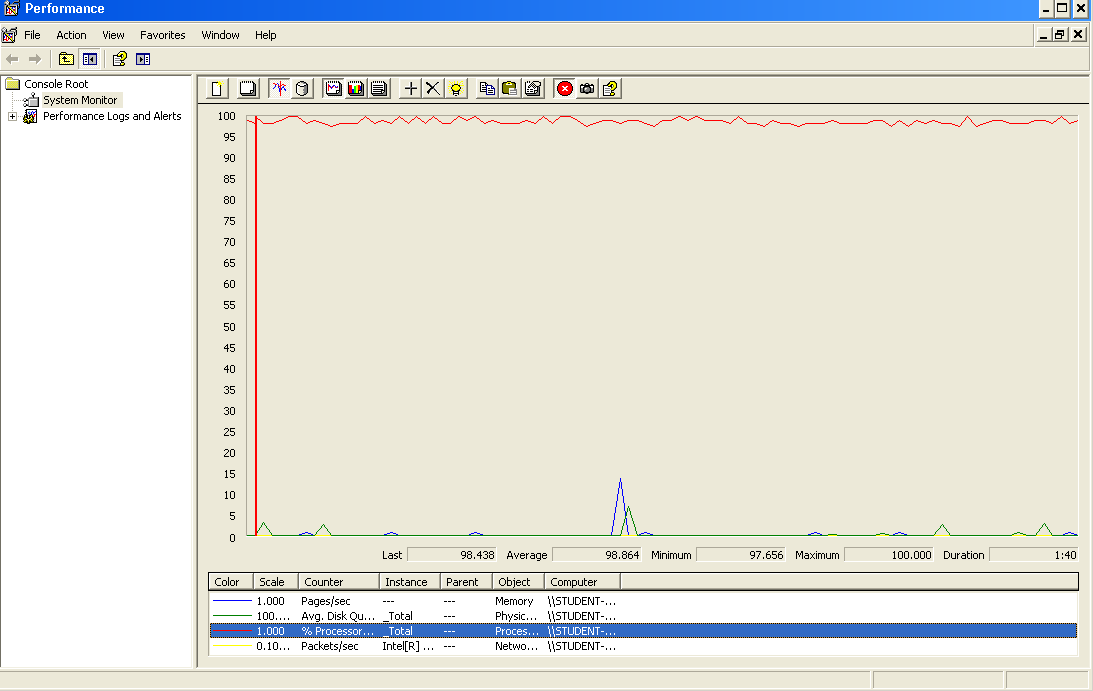 Performance
File Action View Favorites Window Help
Console Root
System Monitor
Performance Logs and Alerts
100
95
90
85
80
75
70
65
60
55
50
45
40
35
30
25
20
15
10
5
0
Last 98.438 Average 98.864 Minimum 97.656 Maximum 100.000 Duration 1:40
Color Scale Counter Instance Parent Object Computer
1.000 Pages/sec --- --- Memory \\STUDENT-...
100.... Avg. Disk Qu... _Total --- Physic... \\STUDENT-...
1.000 % Processor... _Total --- Proces... \\STUDENT-...
0.10... Packets/sec Intel[R] ... --- Netwo... \\STUDENT-...